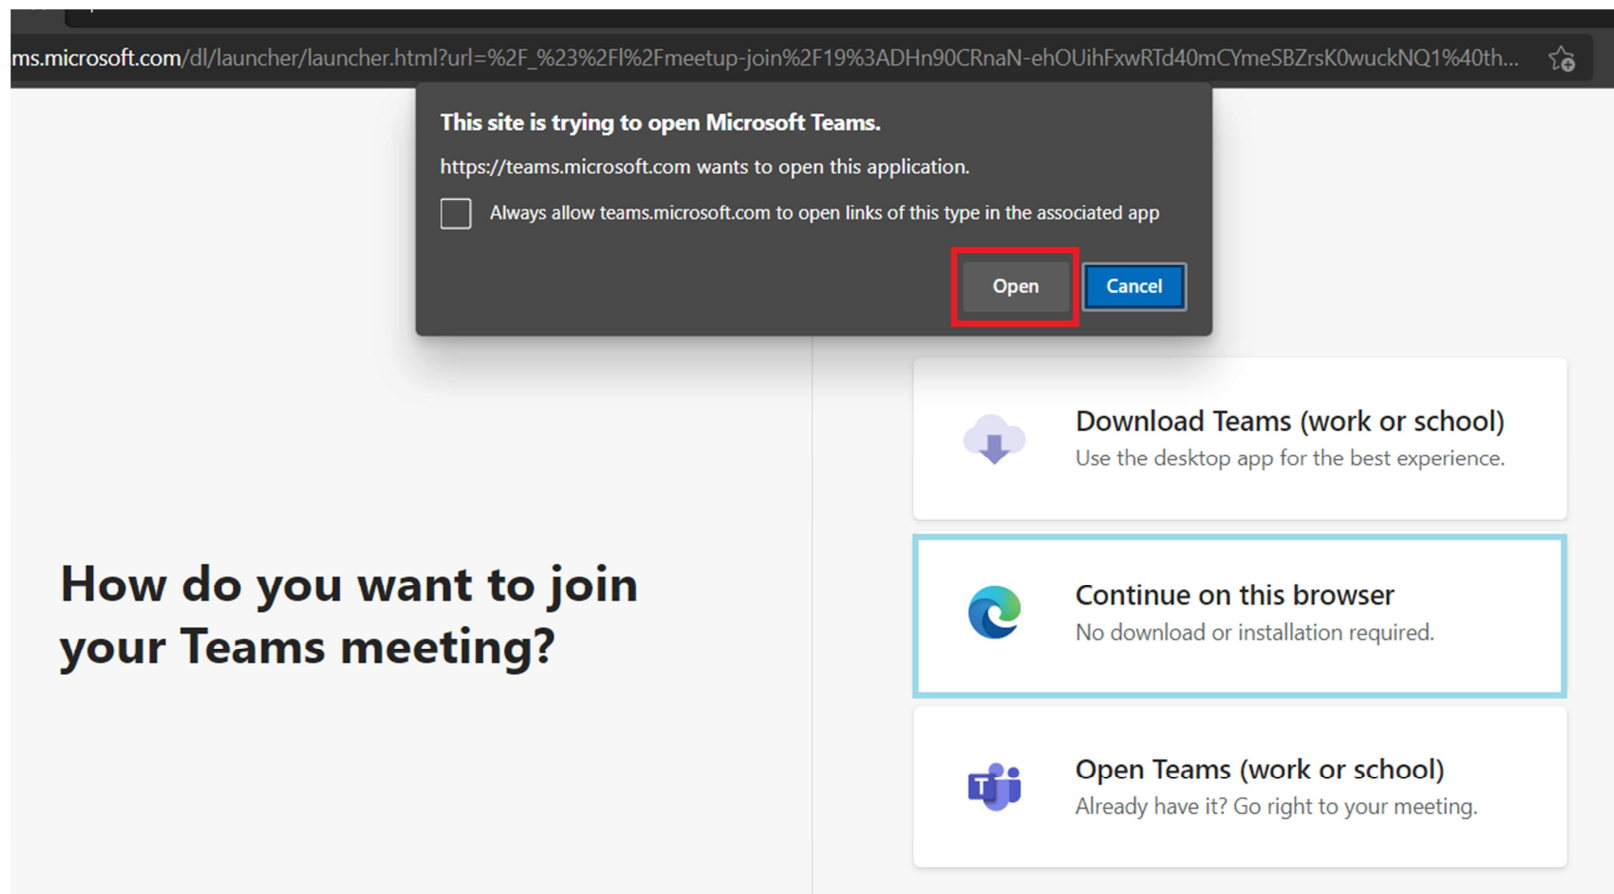 ms.microsoft.com/dl/launcher/launcher.html?url=%2F_%23%2Fl%2Fmeetup-join%2F19%3ADHn90CRnaN-ehOUihFxwRTd40mCYmeSBZrsK0wuckNQ1%40th...
This site is trying to open Microsoft Teams.
https://teams.microsoft.com wants to open this application.
Always allow teams.microsoft.com to open links of this type in the associated app
Open
Cancel
How do you want to join
your Teams meeting?
Download Teams (work or school)
Use the desktop app for the best experience.
Continue on this browser
No download or installation required.
T
Open Teams (work or school)
Already have it? Go right to your meeting.